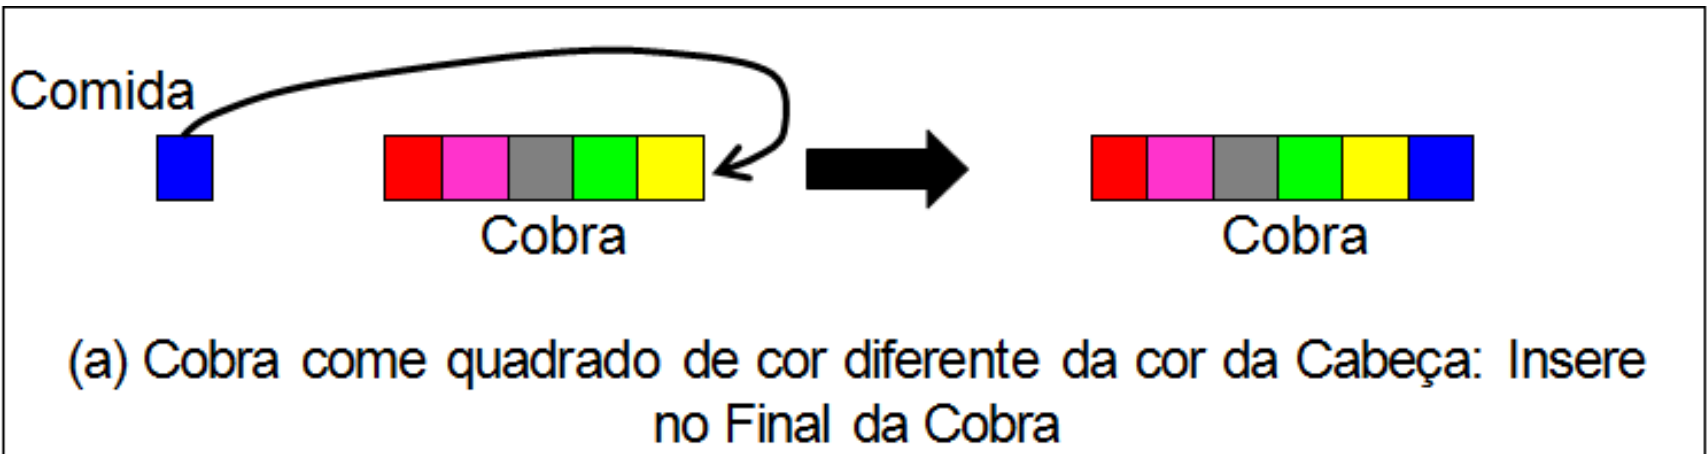 Comida
Cobra
Cobra
(a) Cobra come quadrado de cor diferente da cor da Cabeça: Insere
no Final da Cobra